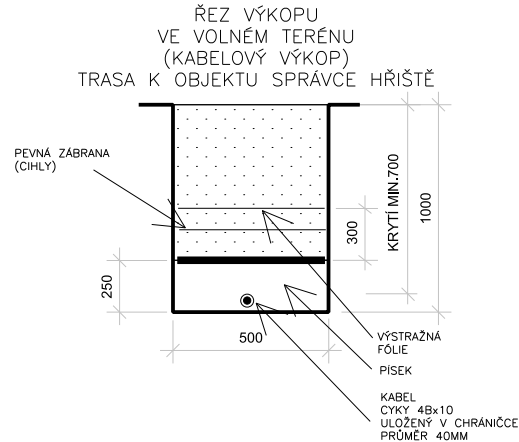 ŘEZ VÝKOPU
VE VOLNÉM TERÉNU
(KABELOVÝ VÝKOP)
TRASA K OBJEKTU SPRÁVCE HŘIŠTĚ
PEVNÁ ZÁBRANA
(CIHLY)
250
500
300
KRYTÍ MIN.700
1000
VÝSTRAŽNÁ
FÓLIE
PÍSEK
KABEL
CYKY 4Bx10
ULOŽENÝ V CHRÁNIČCE
PRŮMĚR 40MM